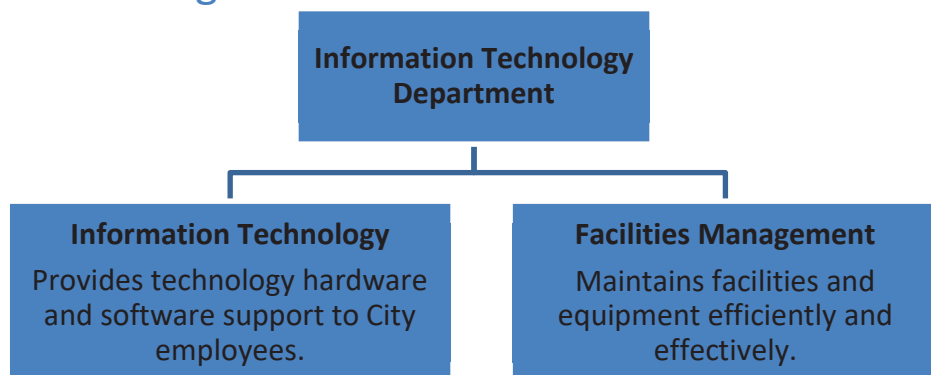 Information Technology
Department
Information Technology
Provides technology hardware
and software support to City
employees.
Facilities Management
Maintains facilities and
equipment efficiently and
effectively.